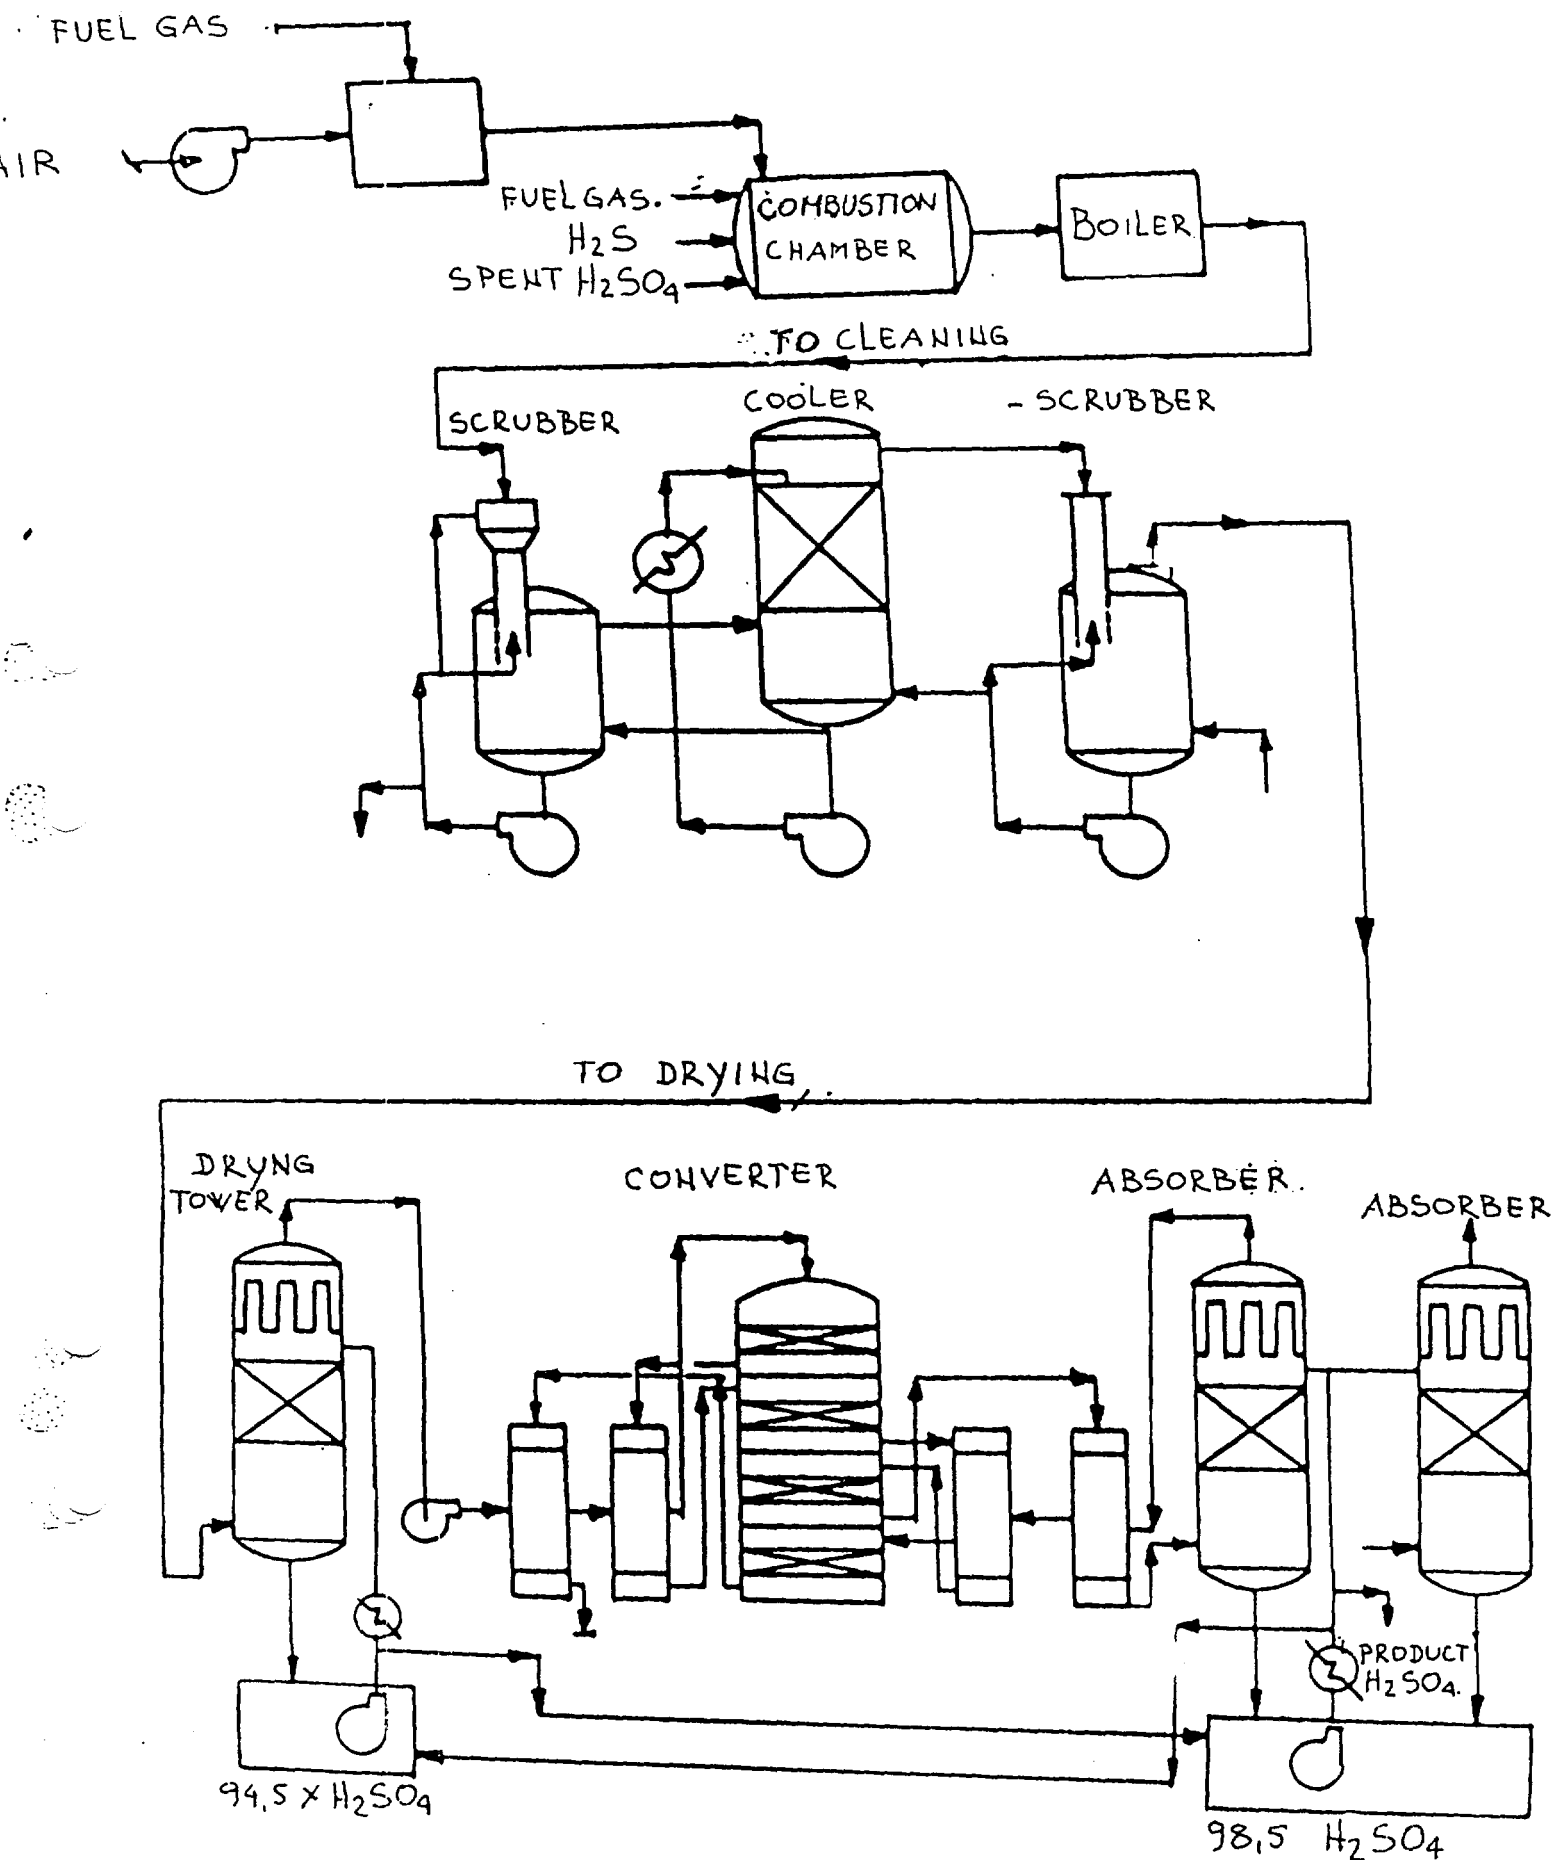 FUEL GAS
AIR
FUEL GAS.
H2S
SPENT H2SO4
COMBUSTION
CHAMBER
BOILER
TO CLEANING
SCRUBBER
COOLER
- SCRUBBER
TO DRYING
DRYNG
TOWER
CONVERTER
ABSORBER.
ABSORBER
PRODUCT
H2SO4.
94,5 % H2SO4
98,5 H2SO4